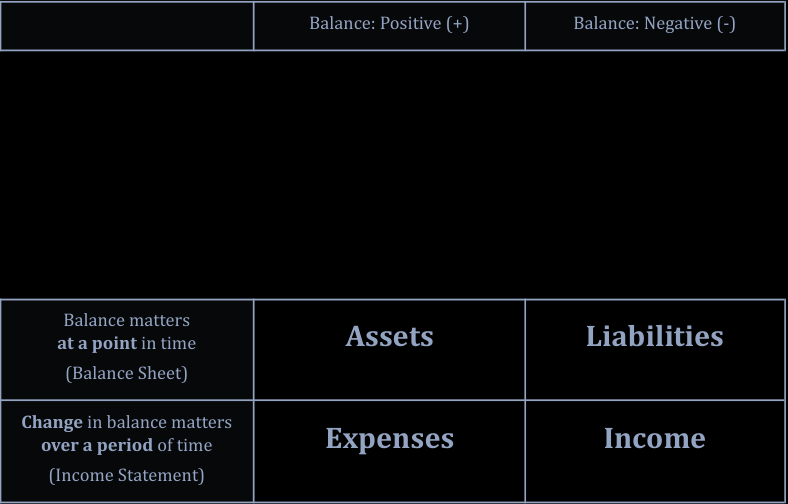 Balance: Positive (+)
Balance: Negative (-)
Balance matters
at a point in time
(Balance Sheet)
Assets
Liabilities
Change in balance matters
over a period of time
(Income Statement)
Expenses
Income